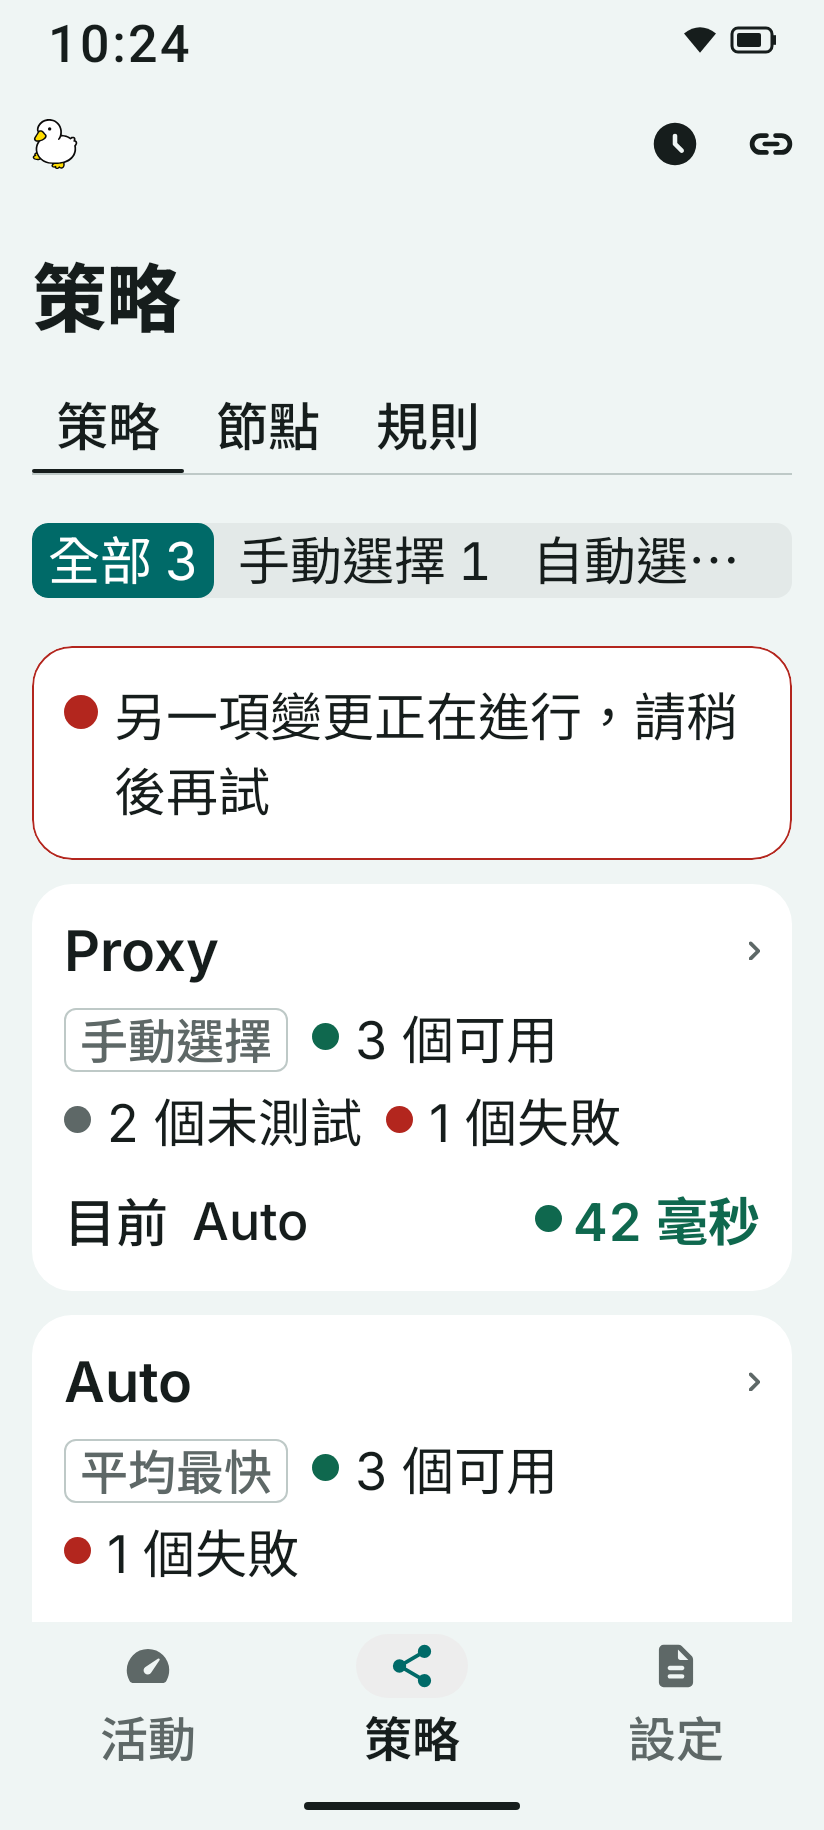 10:24
策略
策略 節點 規則
全部 3 手動選擇 1 自動選…
另一項變更正在進行，請稍
後再試
Proxy
手動選擇 3 個可用
2 個未測試 1 個失敗
目前 Auto 42 毫秒
Auto
平均最快 3 個可用
1 個失敗
活動 策略 設定